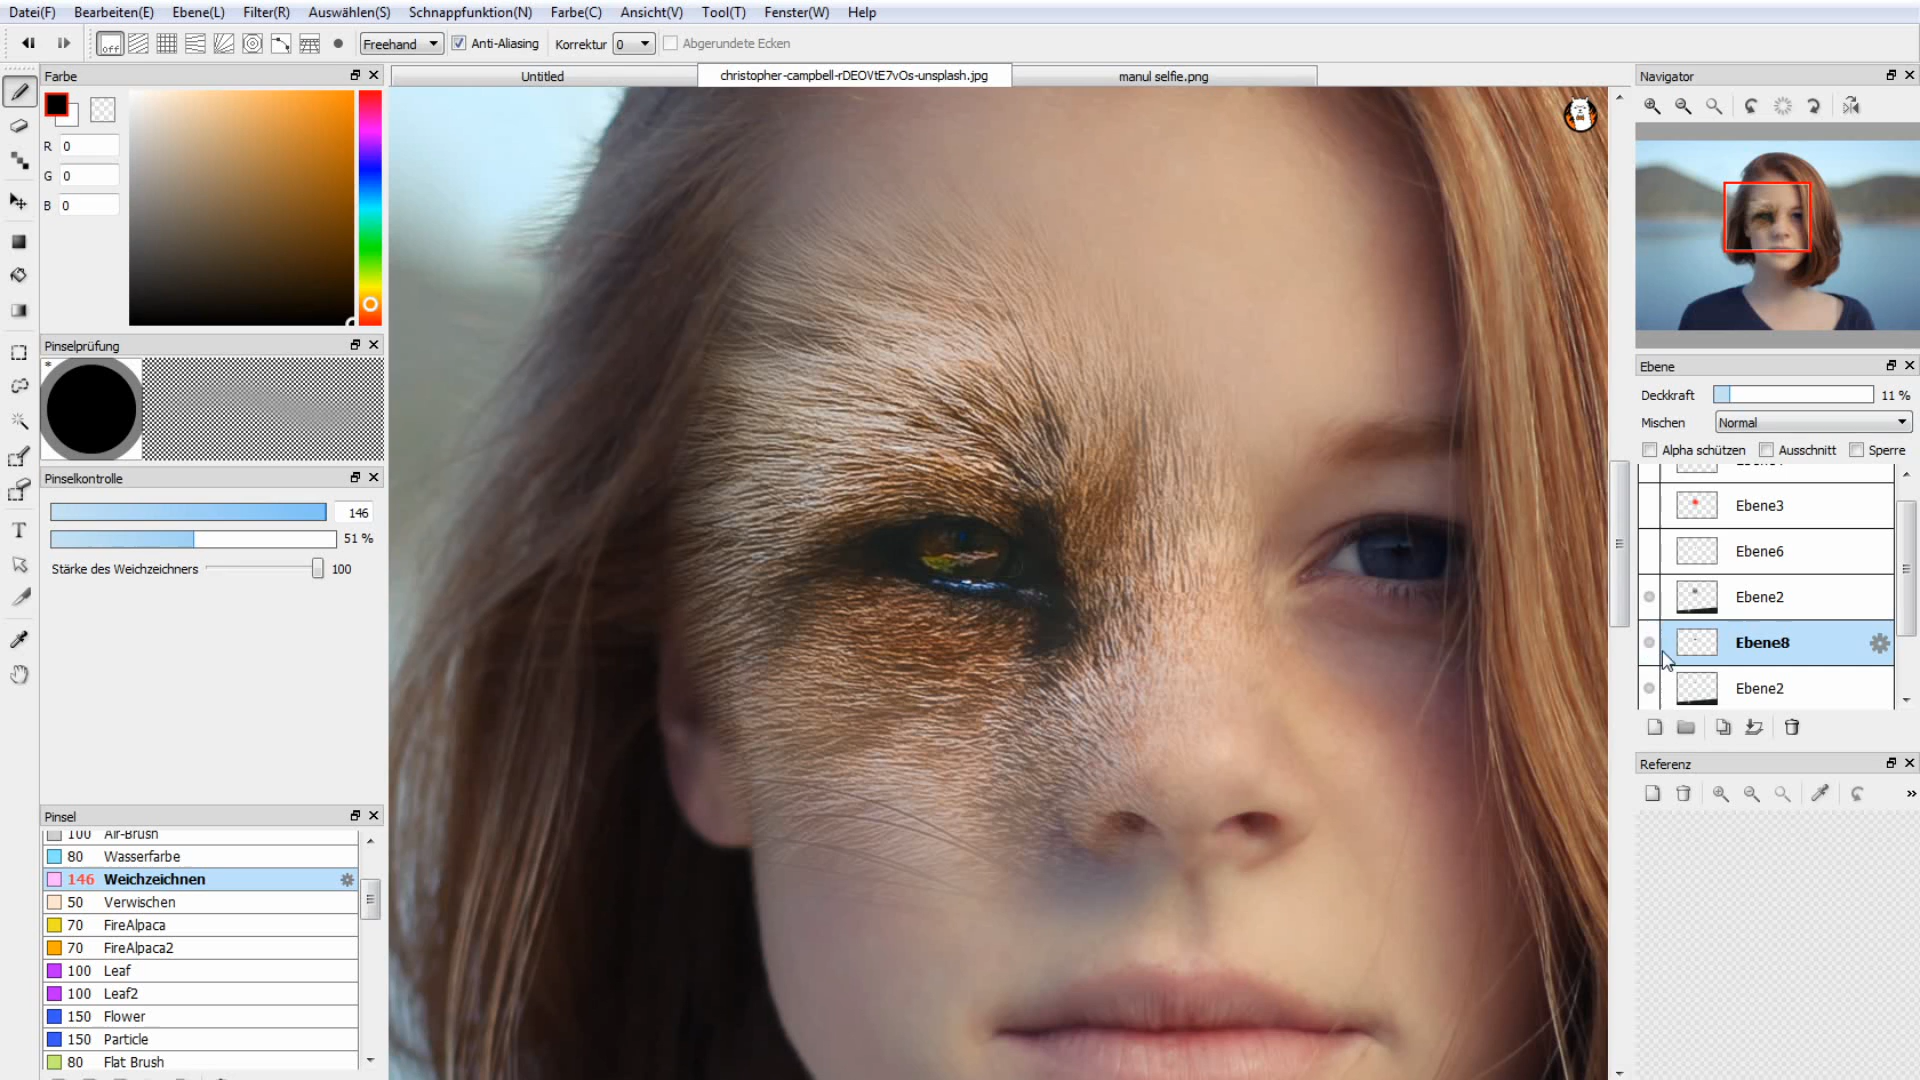 Datei(F) Bearbeiten(E) Ebene(L) Filter(R) Auswählen(S) Schnappfunktion(N) Farbe(C) Ansicht(V) Tool(T) Fenster(W) Help
off Freehand Anti-Aliasing Korrektur 0 Abgerundete Ecken
Farbe
Untitled christopher-campbell-rDEOVtE7vOs-unsplash.jpg manul selfie.png
Navigator
R 0
G 0
B 0
Pinselprüfung
*
Pinselkontrolle
146
51 %
Stärke des Weichzeichners 100
Ebene
Deckkraft 11 %
Mischen Normal
Alpha schützen Ausschnitt Sperre
Ebene3
Ebene6
Ebene2
Ebene8
Ebene2
Referenz
»
Pinsel
100 Air-Brush
80 Wasserfarbe
146 Weichzeichnen
50 Verwischen
70 FireAlpaca
70 FireAlpaca2
100 Leaf
100 Leaf2
150 Flower
150 Particle
80 Flat Brush
T